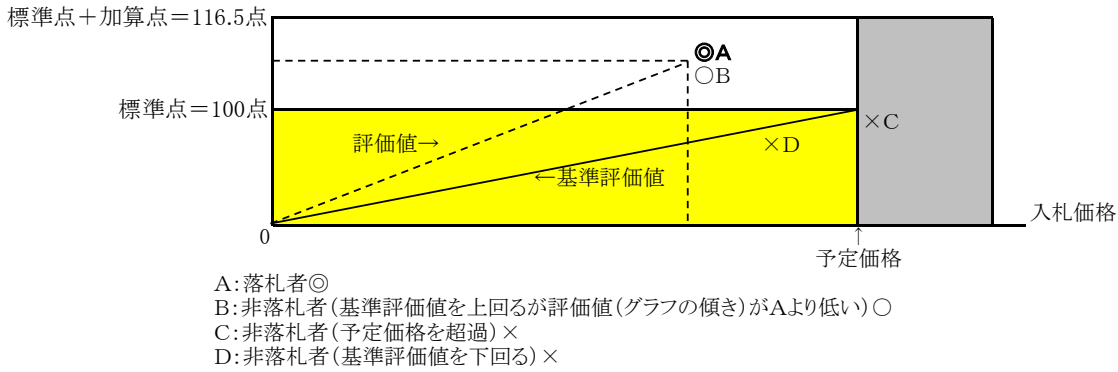 標準点＋加算点＝116.5点
◎A
○B
標準点＝100点
×C
評価値→
×D
←基準評価値
入札価格
0
↑
予定価格
A：落札者◎
B：非落札者（基準評価値を上回るが評価値（グラフの傾き）がAより低い）○
C：非落札者（予定価格を超過）×
D：非落札者（基準評価値を下回る）×